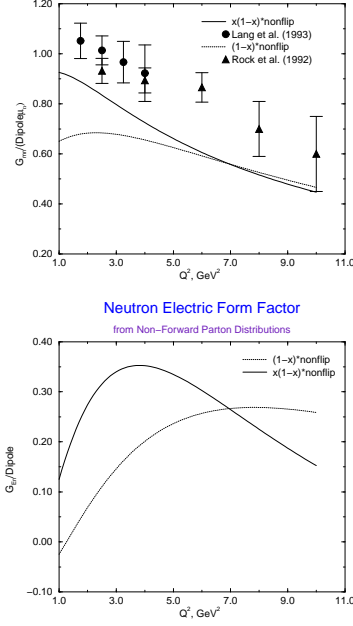 x(1−x)*nonflip
Lang et al. (1993)
(1−x)*nonflip
Rock et al. (1992)
1.20
1.00
0.80
0.60
0.40
0.20
G_mn/(Dipoleμ_n)
1.0 3.0 5.0 7.0 9.0 11.0
Q², GeV²
Neutron Electric Form Factor
from Non−Forward Parton Distributions
(1−x)*nonflip
x(1−x)*nonflip
0.40
0.30
0.20
0.10
0.00
−0.10
G_En/Dipole
1.0 3.0 5.0 7.0 9.0 11.0
Q², GeV²